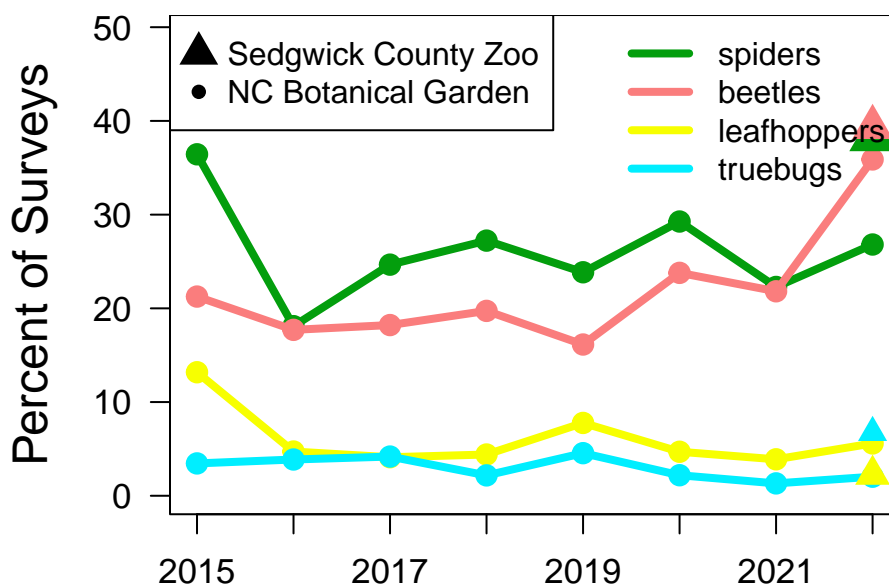 Percent of Surveys
50
40
30
20
10
0
Sedgwick County Zoo
NC Botanical Garden
spiders
beetles
leafhoppers
truebugs
2015
2017
2019
2021